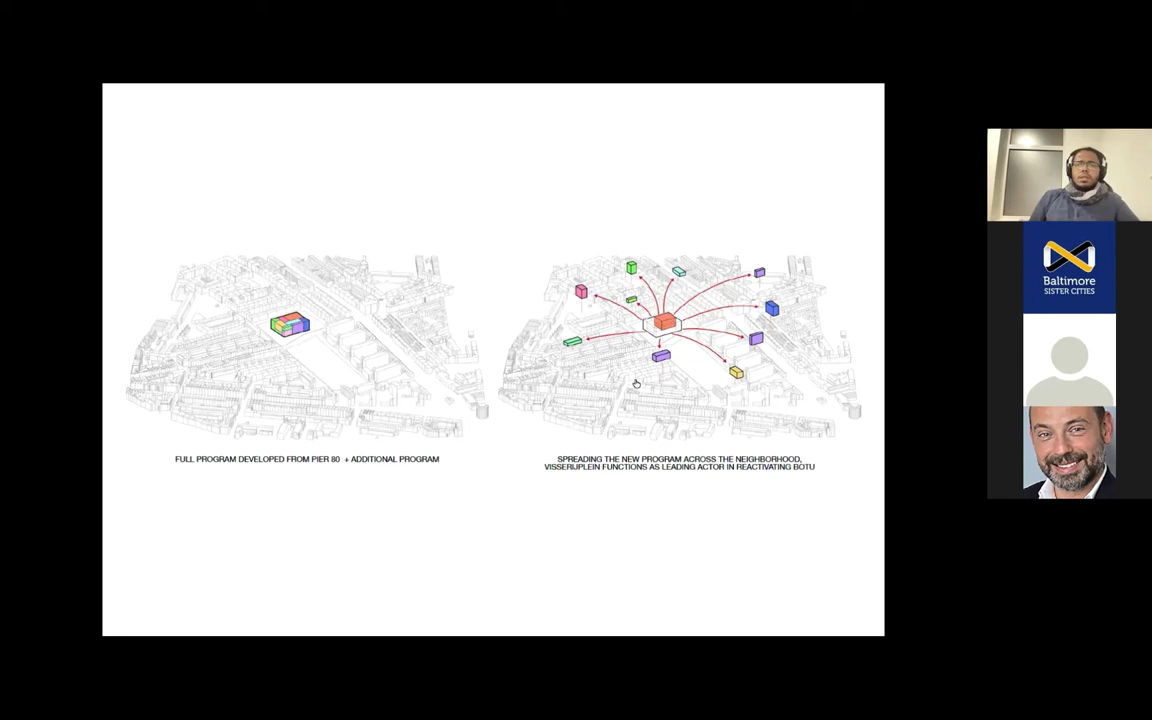 FULL PROGRAM DEVELOPED FROM PIER 80 + ADDITIONAL PROGRAM
SPREADING THE NEW PROGRAM ACROSS THE NEIGHBORHOOD,
VISSERIJPLEIN FUNCTIONS AS LEADING ACTOR IN REACTIVATING BOTU
Baltimore
SISTER CITIES